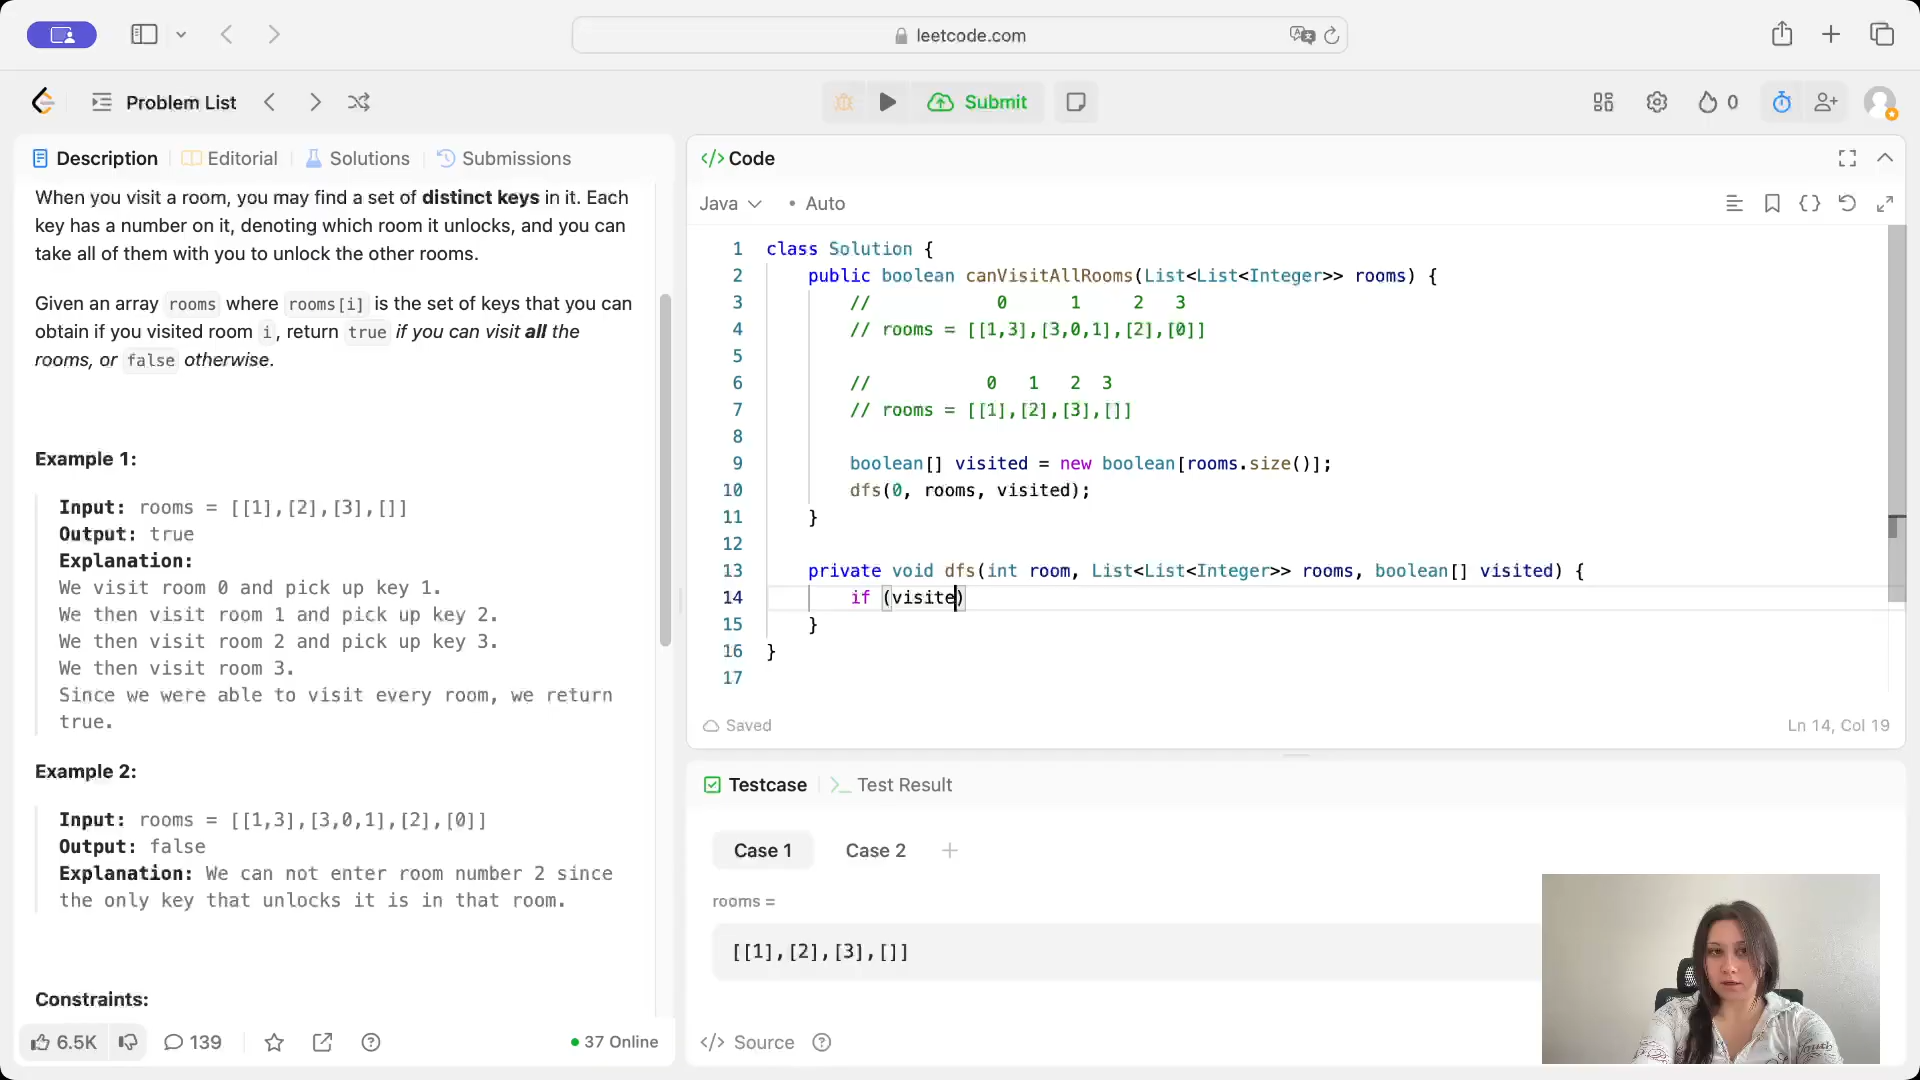 leetcode.com
Problem List
Submit
0
Description
Editorial
Solutions
Submissions
When you visit a room, you may find a set of distinct keys in it. Each
key has a number on it, denoting which room it unlocks, and you can
take all of them with you to unlock the other rooms.
Given an array rooms where rooms[i] is the set of keys that you can
obtain if you visited room i, return true if you can visit all the
rooms, or false otherwise.
Example 1:
Input: rooms = [[1],[2],[3],[]]
Output: true
Explanation:
We visit room 0 and pick up key 1.
We then visit room 1 and pick up key 2.
We then visit room 2 and pick up key 3.
We then visit room 3.
Since we were able to visit every room, we return
true.
Example 2:
Input: rooms = [[1,3],[3,0,1],[2],[0]]
Output: false
Explanation: We can not enter room number 2 since
the only key that unlocks it is in that room.
Constraints:
6.5K
139
37 Online
</> Code
Java
• Auto
1 class Solution {
2 public boolean canVisitAllRooms(List<List<Integer>> rooms) {
3 // 0 1 2 3
4 // rooms = [[1,3],[3,0,1],[2],[0]]
5
6 // 0 1 2 3
7 // rooms = [[1],[2],[3],[]]
8
9 boolean[] visited = new boolean[rooms.size()];
10 dfs(0, rooms, visited);
11 }
12
13 private void dfs(int room, List<List<Integer>> rooms, boolean[] visited) {
14 if (visite)
15 }
16 }
17
Saved
Ln 14, Col 19
Testcase
>_ Test Result
Case 1
Case 2
+
rooms =
[[1],[2],[3],[]]
</> Source